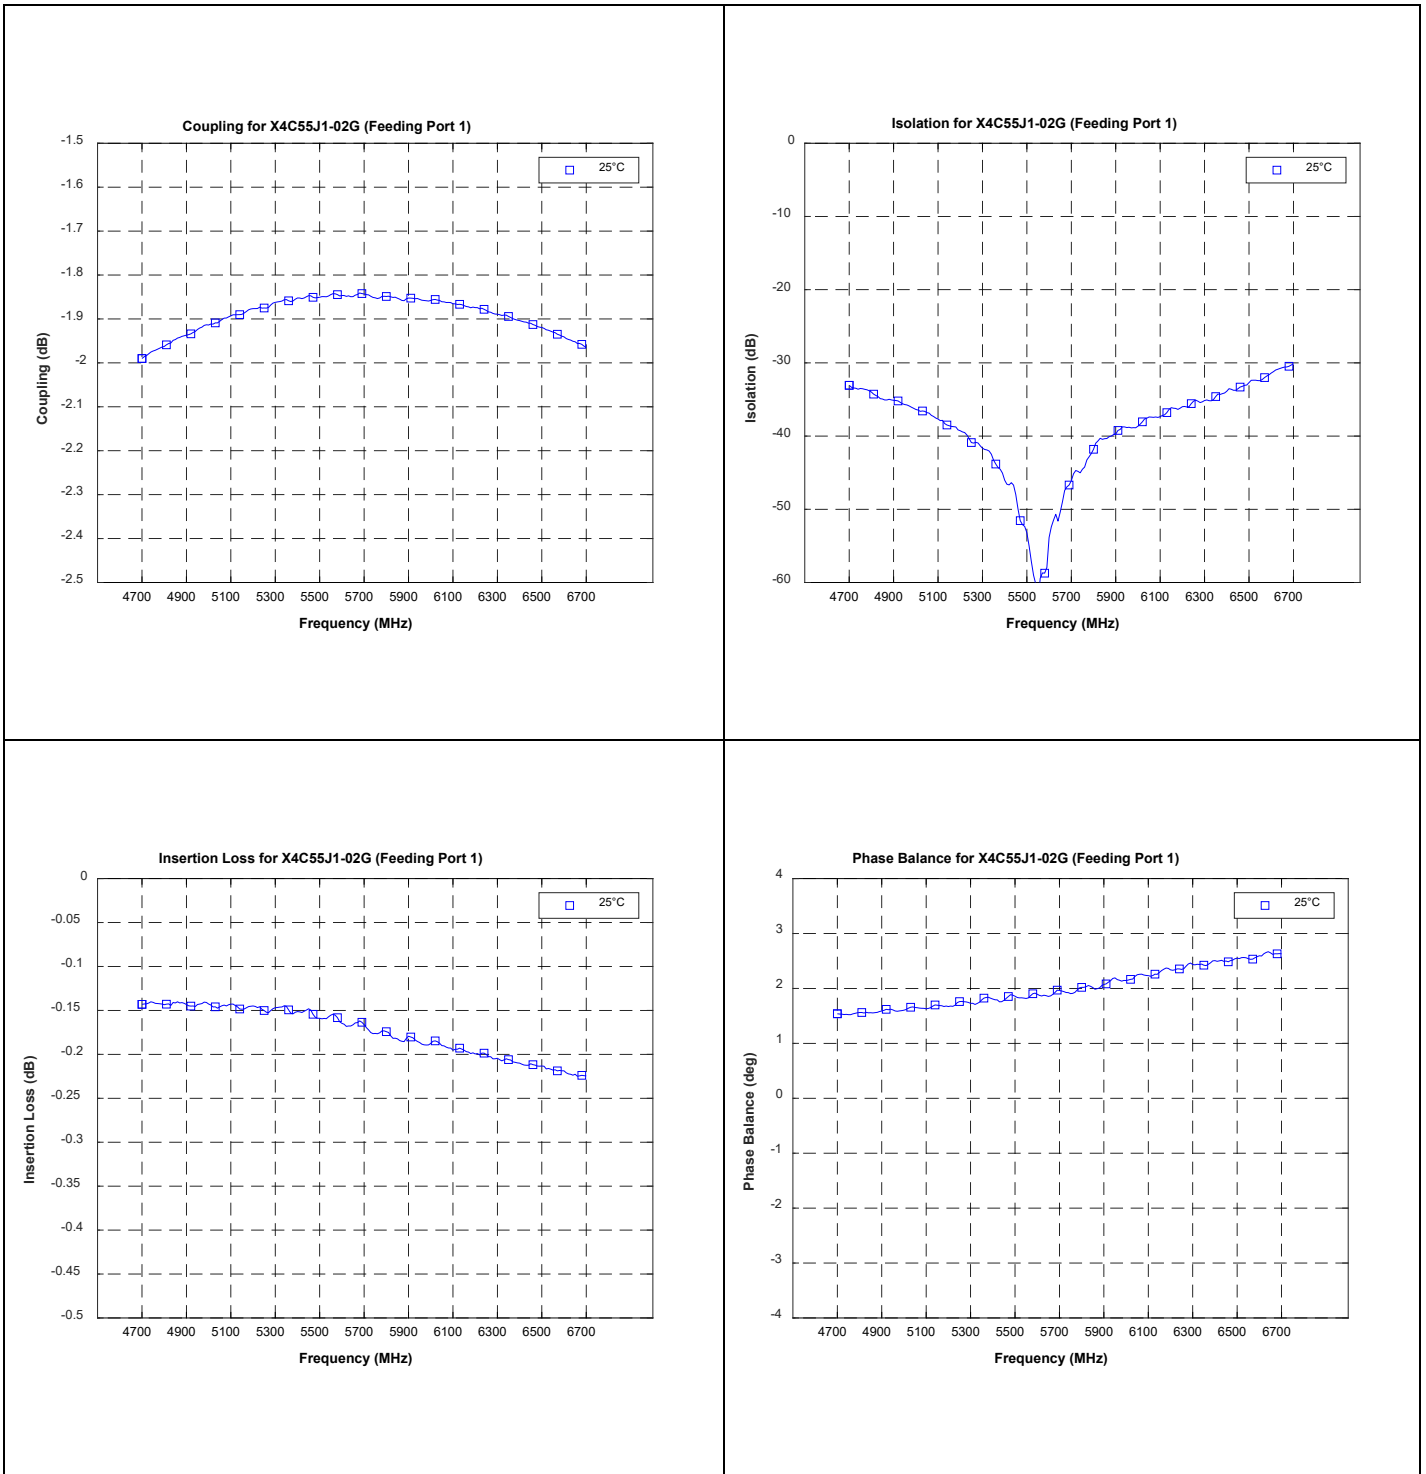 Coupling for X4C55J1-02G (Feeding Port 1)
25°C
-1.5
-1.6
-1.7
-1.8
-1.9
-2
-2.1
-2.2
-2.3
-2.4
-2.5
Coupling (dB)
4700 4900 5100 5300 5500 5700 5900 6100 6300 6500 6700
Frequency (MHz)
Isolation for X4C55J1-02G (Feeding Port 1)
25°C
0
-10
-20
-30
-40
-50
-60
Isolation (dB)
4700 4900 5100 5300 5500 5700 5900 6100 6300 6500 6700
Frequency (MHz)
Insertion Loss for X4C55J1-02G (Feeding Port 1)
25°C
0
-0.05
-0.1
-0.15
-0.2
-0.25
-0.3
-0.35
-0.4
-0.45
-0.5
Insertion Loss (dB)
4700 4900 5100 5300 5500 5700 5900 6100 6300 6500 6700
Frequency (MHz)
Phase Balance for X4C55J1-02G (Feeding Port 1)
25°C
4
3
2
1
0
-1
-2
-3
-4
Phase Balance (deg)
4700 4900 5100 5300 5500 5700 5900 6100 6300 6500 6700
Frequency (MHz)